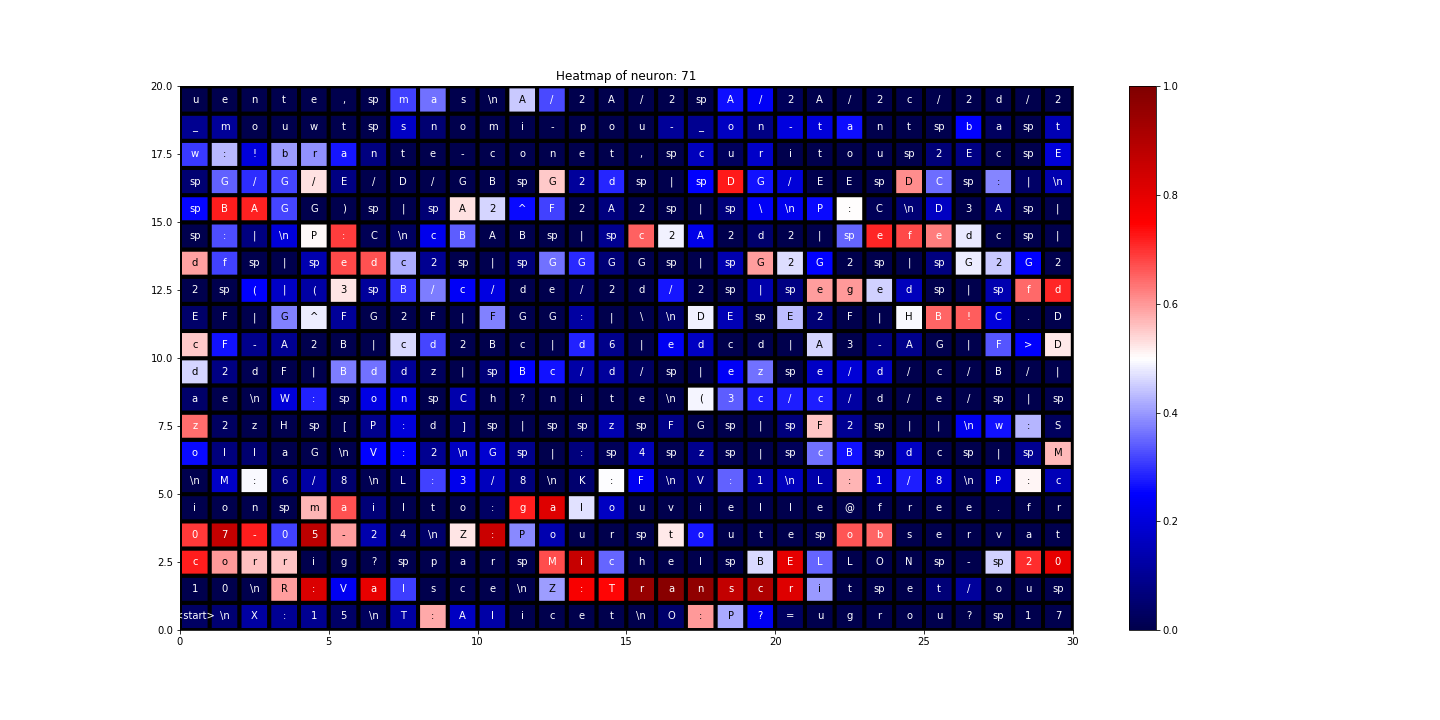 Heatmap of neuron: 71
20.0 u e n t e , sp m a s \n A / 2 A / 2 sp A / 2 A / 2 c / 2 d / 2 1.0
_ m o u w t sp s n o m i - p o u - _ o n - t a n t sp b a sp t
17.5 w : ! b r a n t e - c o n e t , sp c u r i t o u sp 2 E c sp E
sp G / G / E / D / G B sp G 2 d sp | sp D G / E E sp D C sp : | \n 0.8
15.0 sp B A G G ) sp | sp A 2 ^ F 2 A 2 sp | sp \ \n P : C \n D 3 A sp |
sp : | \n P : C \n c B A B sp | sp c 2 A 2 d 2 | sp e f e d c sp |
d f sp | sp e d c 2 sp | sp G G G G sp | sp G 2 G 2 sp | sp G 2 G 2
12.5 2 sp ( | ( 3 sp B / c / d e / 2 d / 2 sp | sp e g e d sp | sp f d 0.6
E F | G ^ F G 2 F | F G G : | \ \n D E sp E 2 F | H B ! C . D
10.0 c F - A 2 B | c d 2 B c | d 6 | e d c d | A 3 - A G | F > D
d 2 d F | B d d z | sp B c / d / sp | e z sp e / d / c / B / | 0.4
a e \n W : sp o n sp C h ? n i t e \n ( 3 c / c / d / e / sp | sp
7.5 z 2 z H sp [ P : d ] sp | sp sp z sp F G sp | sp F 2 sp | | \n w : S
o l l a G \n V : 2 \n G sp | : sp 4 sp z sp | sp c B sp d c sp | sp M
5.0 \n M : 6 / 8 \n L : 3 / 8 \n K : F \n V : 1 \n L : 1 / 8 \n P : c 0.2
i o n sp m a i l t o : g a l o u v i e l l e @ f r e e . f r
0 7 - 0 5 - 2 4 \n Z : P o u r sp t o u t e sp o b s e r v a t
2.5 c o r r i g ? sp p a r sp M i c h e l sp B E L L O N sp - sp 2 0
1 0 \n R : V a l s c e \n Z : T r a n s c r i t sp e t / o u sp
0.0 <start> \n X : 1 5 \n T : A l i c e t \n O : P ? = u g r o u ? sp 1 7 0.0
0 5 10 15 20 25 30